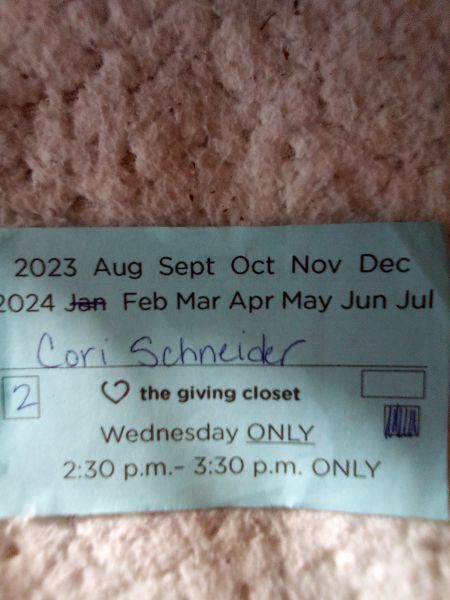 2023 Aug Sept Oct Nov Dec
2024 Jan Feb Mar Apr May Jun Jul
Cori Schneider
2
the giving closet
Wednesday ONLY
2:30 p.m.- 3:30 p.m. ONLY